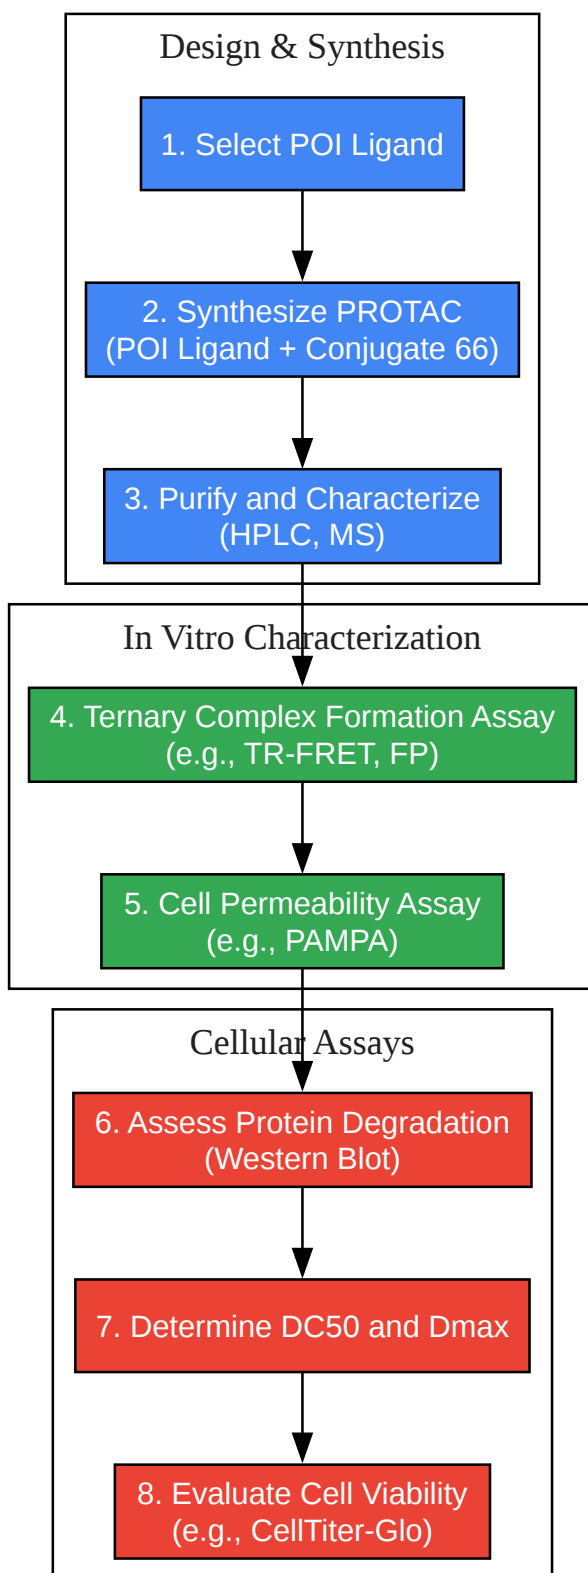 Design & Synthesis
1. Select POI Ligand
2. Synthesize PROTAC
(POI Ligand + Conjugate 66)
3. Purify and Characterize
(HPLC, MS)
In Vitro Characterization
4. Ternary Complex Formation Assay
(e.g., TR-FRET, FP)
5. Cell Permeability Assay
(e.g., PAMPA)
Cellular Assays
6. Assess Protein Degradation
(Western Blot)
7. Determine DC50 and Dmax
8. Evaluate Cell Viability
(e.g., CellTiter-Glo)